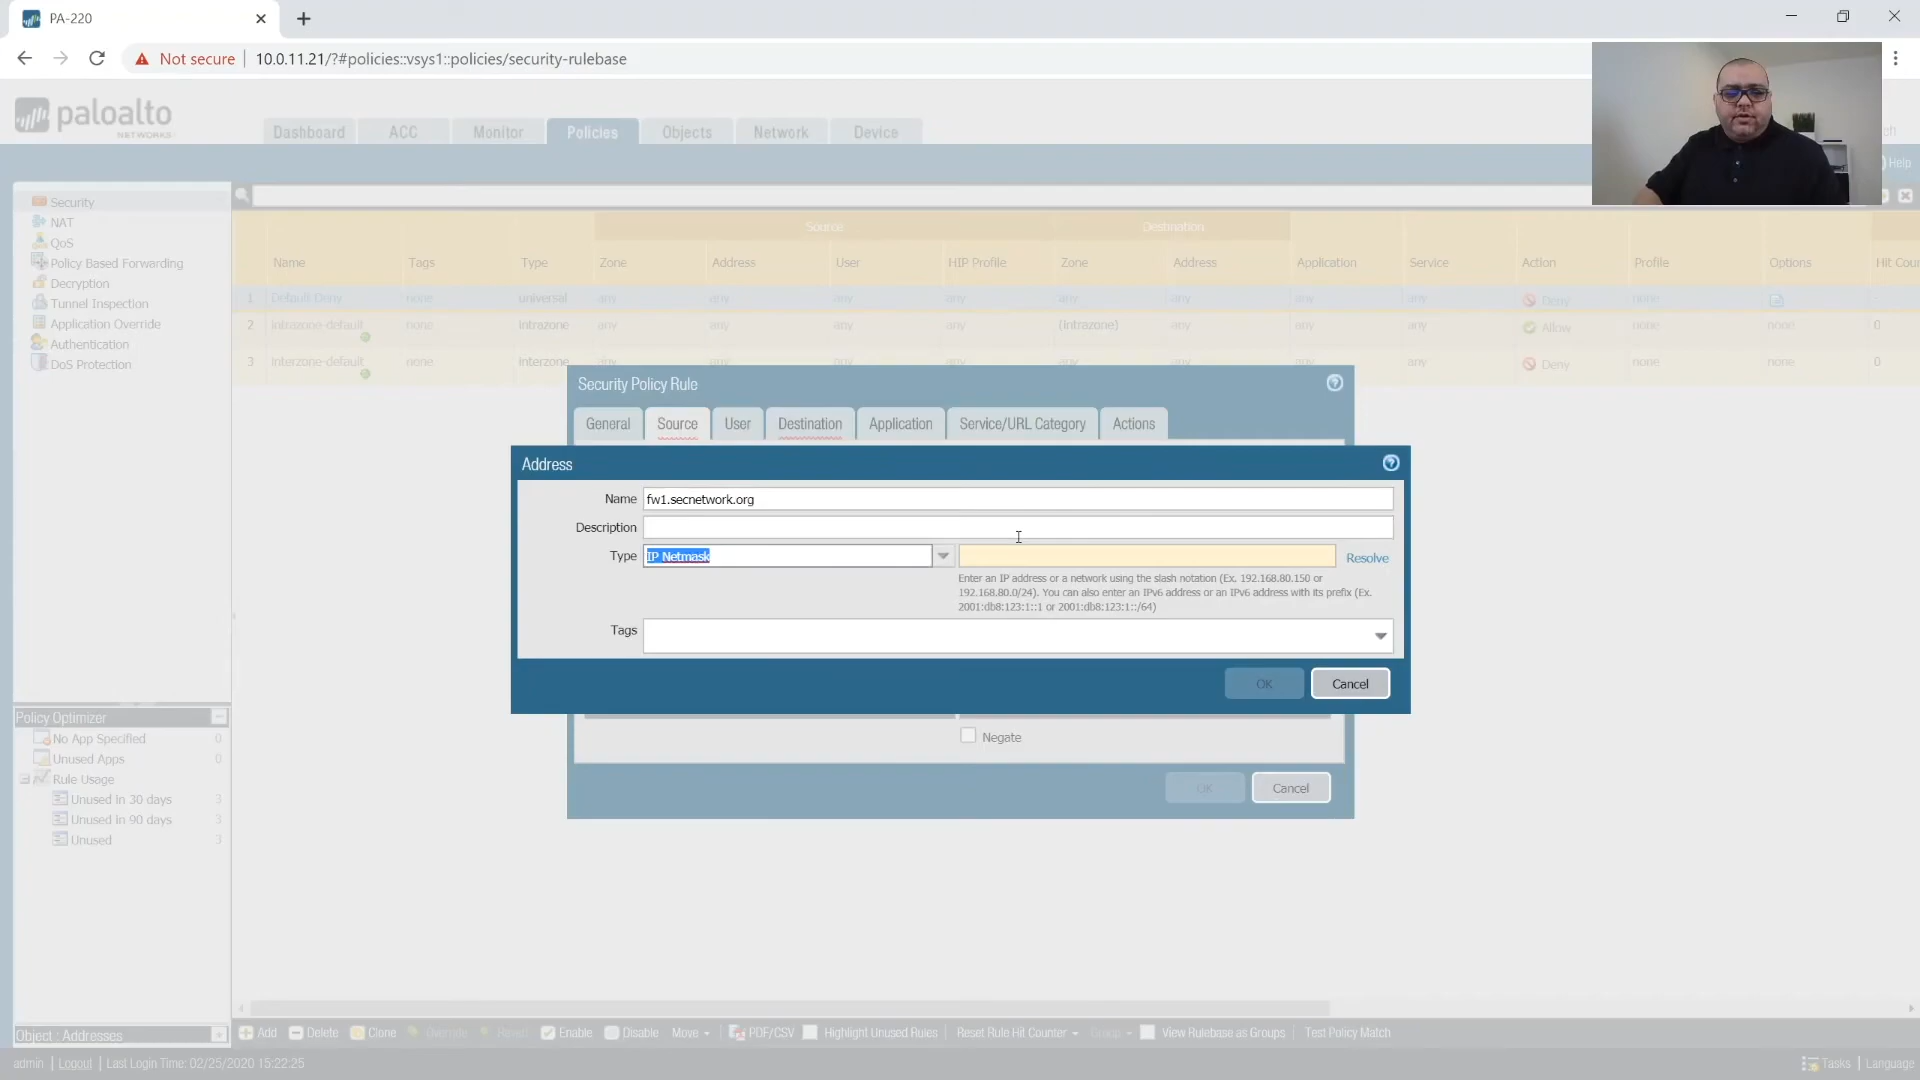 PA-220
Not secure
10.0.11.21/?#policies::vsys1::policies/security-rulebase
paloalto
NETWORKS
Dashboard
ACC
Monitor
Policies
Objects
Network
Device
Help
Security
NAT
QoS
Policy Based Forwarding
Decryption
Tunnel Inspection
Application Override
Authentication
DoS Protection
Source
Destination
Name
Tags
Type
Zone
Address
User
HIP Profile
Zone
Address
Application
Service
Action
Profile
Options
Hit Coun
1 Default Deny none universal any any any any any any any any Deny none
2 intrazone-default none intrazone any any any any (intrazone) any any any Allow none none 0
3 interzone-default none interzone any any any any any any any any Deny none none 0
Security Policy Rule
General
Source
User
Destination
Application
Service/URL Category
Actions
Address
Name fw1.secnetwork.org
Description
Type IP Netmask
Resolve
Enter an IP address or a network using the slash notation (Ex. 192.168.80.150 or
192.168.80.0/24). You can also enter an IPv6 address or an IPv6 address with its prefix (Ex.
2001:db8:123:1::1 or 2001:db8:123:1::/64)
Tags
OK
Cancel
Negate
OK
Cancel
Policy Optimizer
No App Specified 0
Unused Apps 0
Rule Usage
Unused in 30 days 3
Unused in 90 days 3
Unused 3
Object : Addresses
Add
Delete
Clone
Override
Revert
Enable
Disable
Move
PDF/CSV
Highlight Unused Rules
Reset Rule Hit Counter
Group
View Rulebase as Groups
Test Policy Match
admin | Logout | Last Login Time: 02/25/2020 15:22:25
Tasks | Language